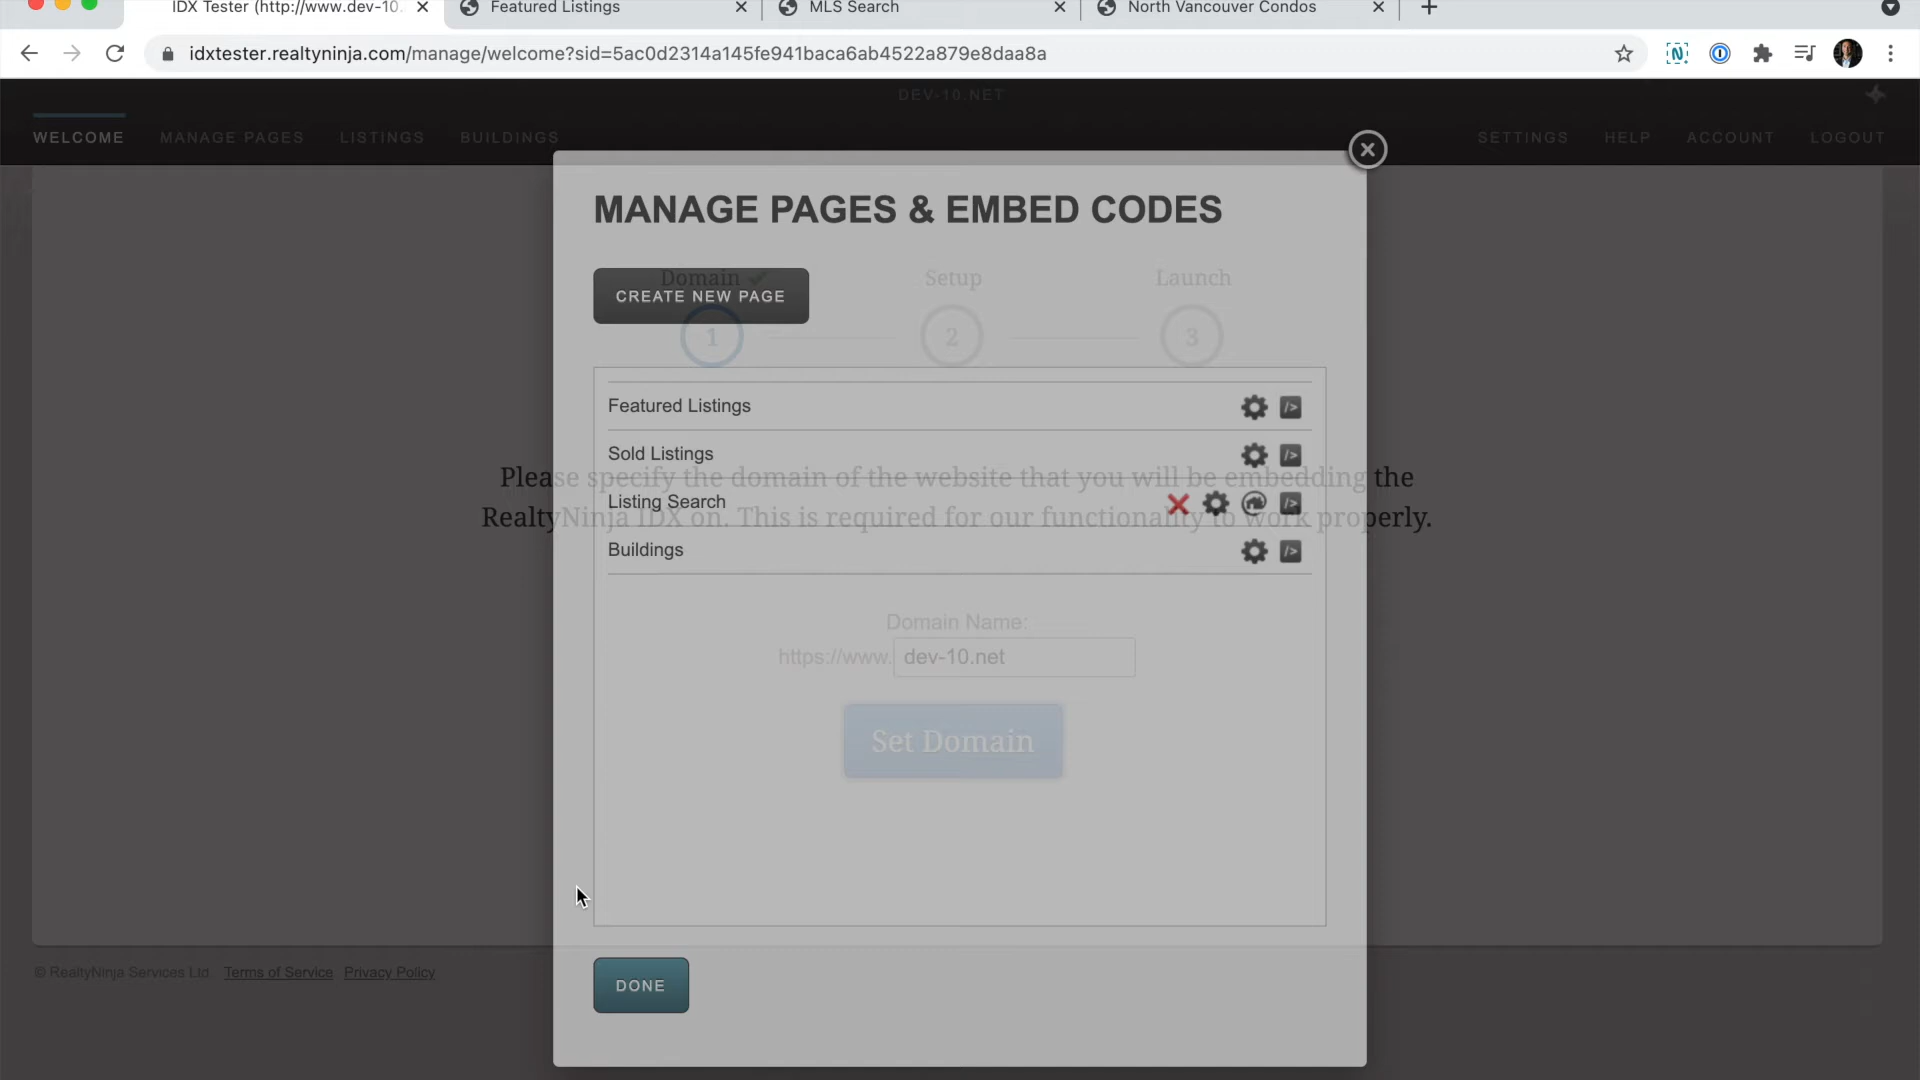 IDX Tester (http://www.dev-10.
Featured Listings
MLS Search
North Vancouver Condos
idxtester.realtyninja.com/manage/welcome?sid=5ac0d2314a145fe941baca6ab4522a879e8daa8a
DEV-10.NET
WELCOME MANAGE PAGES LISTINGS BUILDINGS SETTINGS HELP ACCOUNT LOGOUT
MANAGE PAGES & EMBED CODES
Domain Setup Launch
CREATE NEW PAGE
1 2 3
Featured Listings
Sold Listings
Please specify the domain of the website that you will be embedding the
Listing Search
RealtyNinja IDX on. This is required for our functionality to work properly.
Buildings
Domain Name:
https://www. dev-10.net
Set Domain
© RealtyNinja Services Ltd. Terms of Service Privacy Policy
DONE